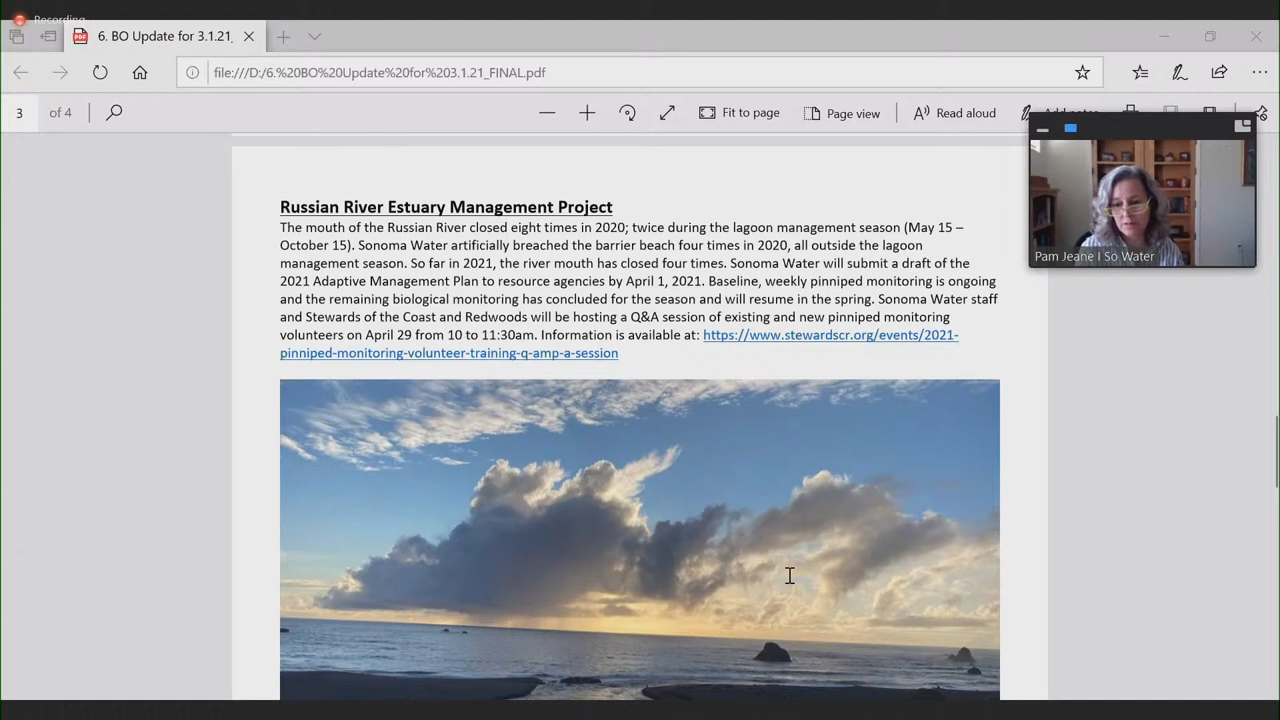 Recording
6. BO Update for 3.1.21_
file:///D:/6.%20BO%20Update%20for%203.1.21_FINAL.pdf
3 of 4
Fit to page
Page view
Read aloud
Add notes
Russian River Estuary Management Project
The mouth of the Russian River closed eight times in 2020; twice during the lagoon management season (May 15 –
October 15). Sonoma Water artificially breached the barrier beach four times in 2020, all outside the lagoon
management season. So far in 2021, the river mouth has closed four times. Sonoma Water will submit a draft of the
2021 Adaptive Management Plan to resource agencies by April 1, 2021. Baseline, weekly pinniped monitoring is ongoing
and the remaining biological monitoring has concluded for the season and will resume in the spring. Sonoma Water staff
and Stewards of the Coast and Redwoods will be hosting a Q&A session of existing and new pinniped monitoring
volunteers on April 29 from 10 to 11:30am. Information is available at: https://www.stewardscr.org/events/2021-
pinniped-monitoring-volunteer-training-q-amp-a-session
Pam Jeane I So Water